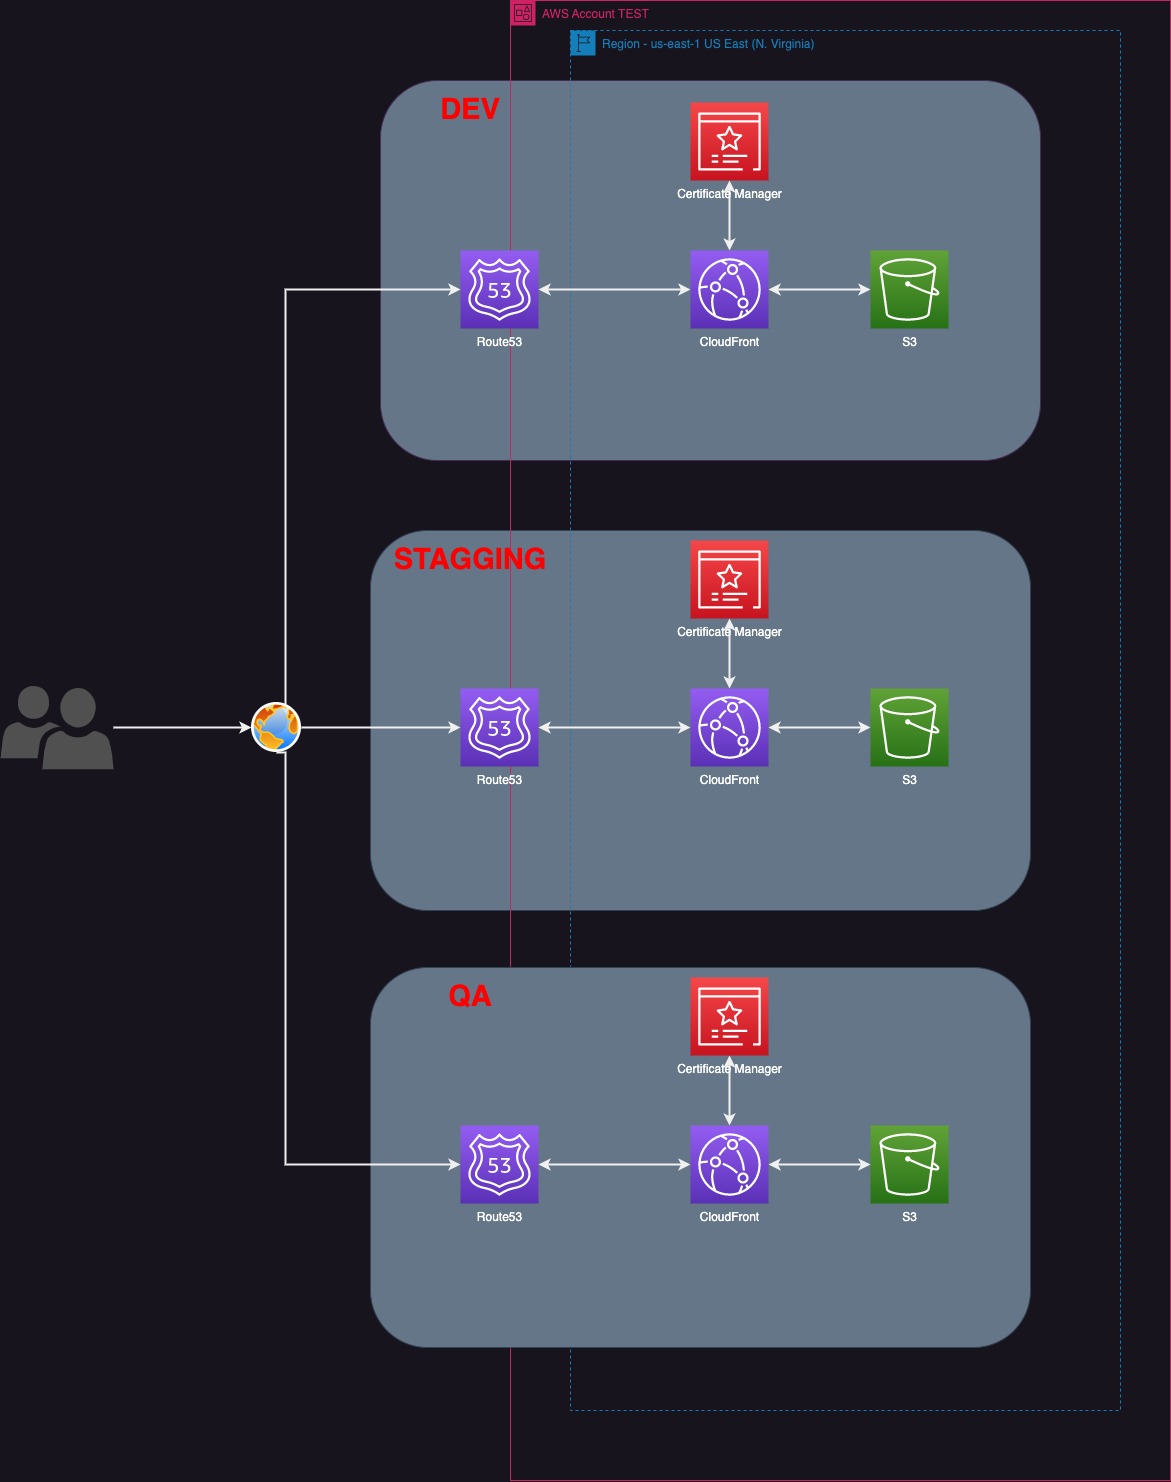 AWS Account TEST
Region - us-east-1 US East (N. Virginia)
DEV
Certificate Manager
53
Route53
CloudFront
S3
STAGGING
Certificate Manager
53
Route53
CloudFront
S3
QA
Certificate Manager
53
Route53
CloudFront
S3